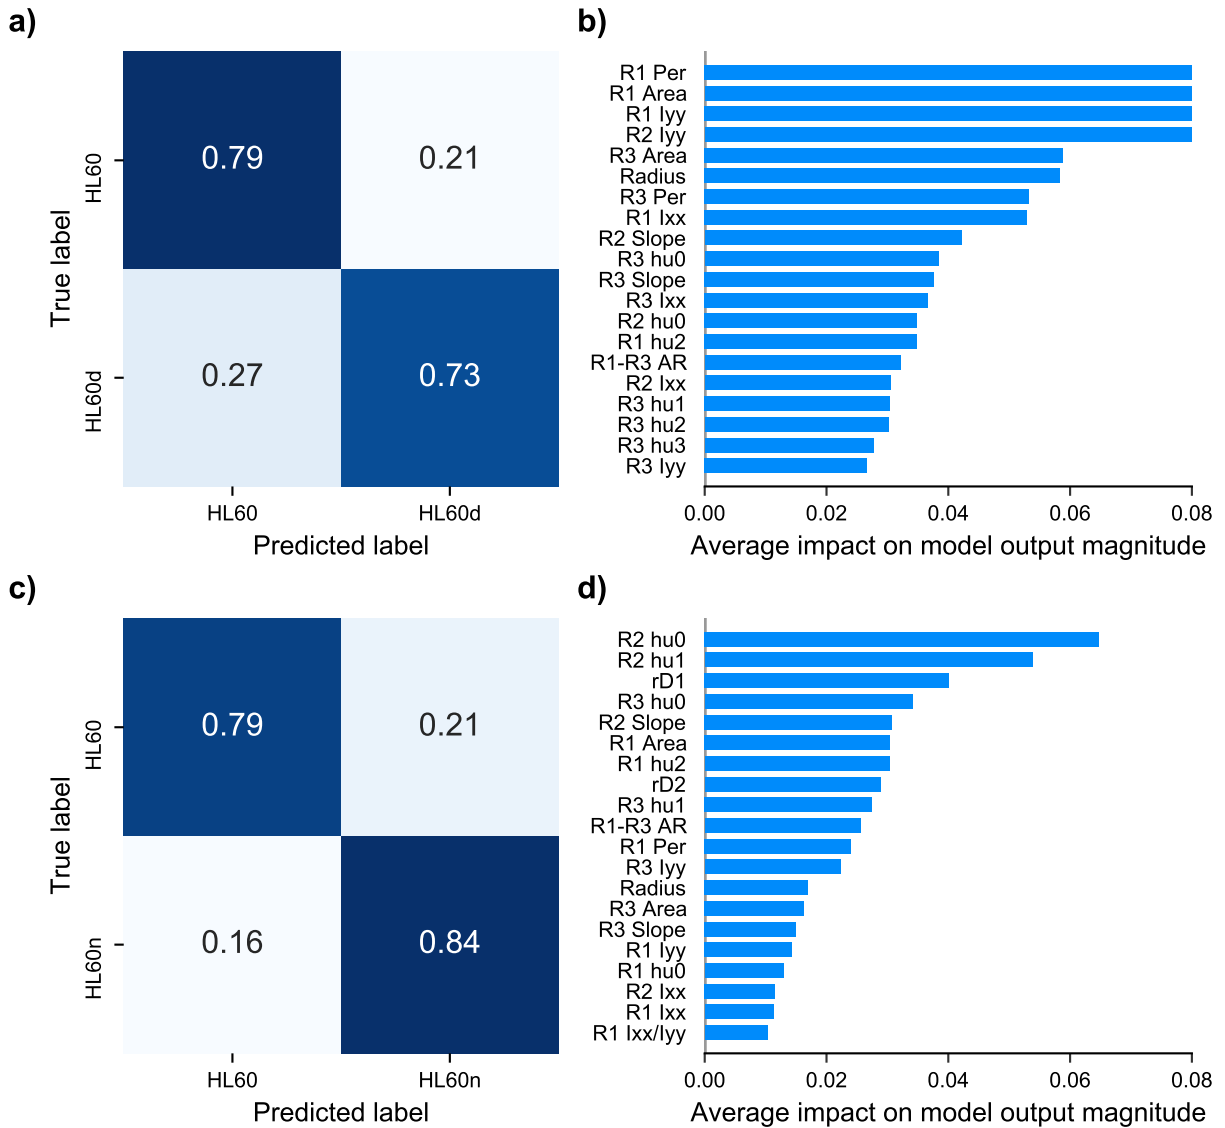 a)
True label
HL60
HL60d
0.79
0.21
0.27
0.73
HL60
HL60d
Predicted label
b)
R1 Per
R1 Area
R1 Iyy
R2 Iyy
R3 Area
Radius
R3 Per
R1 Ixx
R2 Slope
R3 hu0
R3 Slope
R3 Ixx
R2 hu0
R1 hu2
R1-R3 AR
R2 Ixx
R3 hu1
R3 hu2
R3 hu3
R3 Iyy
0.00 0.02 0.04 0.06 0.08
Average impact on model output magnitude
c)
True label
HL60
HL60n
0.79
0.21
0.16
0.84
HL60
HL60n
Predicted label
d)
R2 hu0
R2 hu1
rD1
R3 hu0
R2 Slope
R1 Area
R1 hu2
rD2
R3 hu1
R1-R3 AR
R1 Per
R3 Iyy
Radius
R3 Area
R3 Slope
R1 Iyy
R1 hu0
R2 Ixx
R1 Ixx
R1 Ixx/Iyy
0.00 0.02 0.04 0.06 0.08
Average impact on model output magnitude